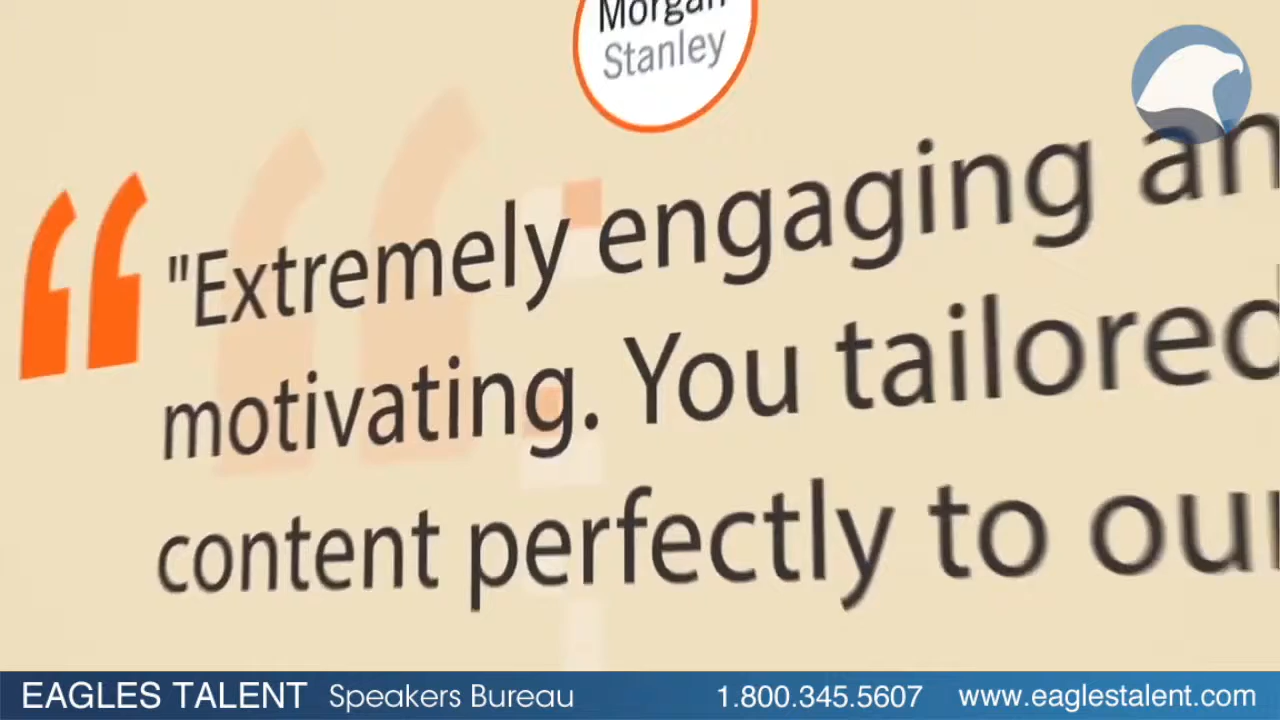 Morgan
Stanley
"Extremely engaging an
motivating. You tailored
content perfectly to our
EAGLES TALENT Speakers Bureau 1.800.345.5607 www.eaglestalent.com